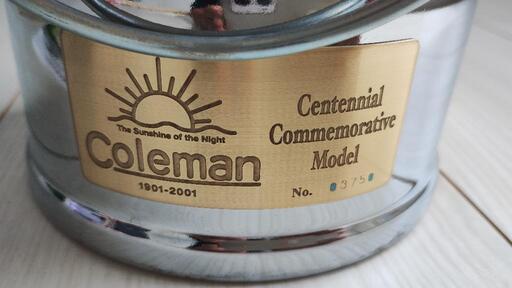 The Sunshine of the Night
Coleman
1901-2001
Centennial
Commemorative
Model
No. 375